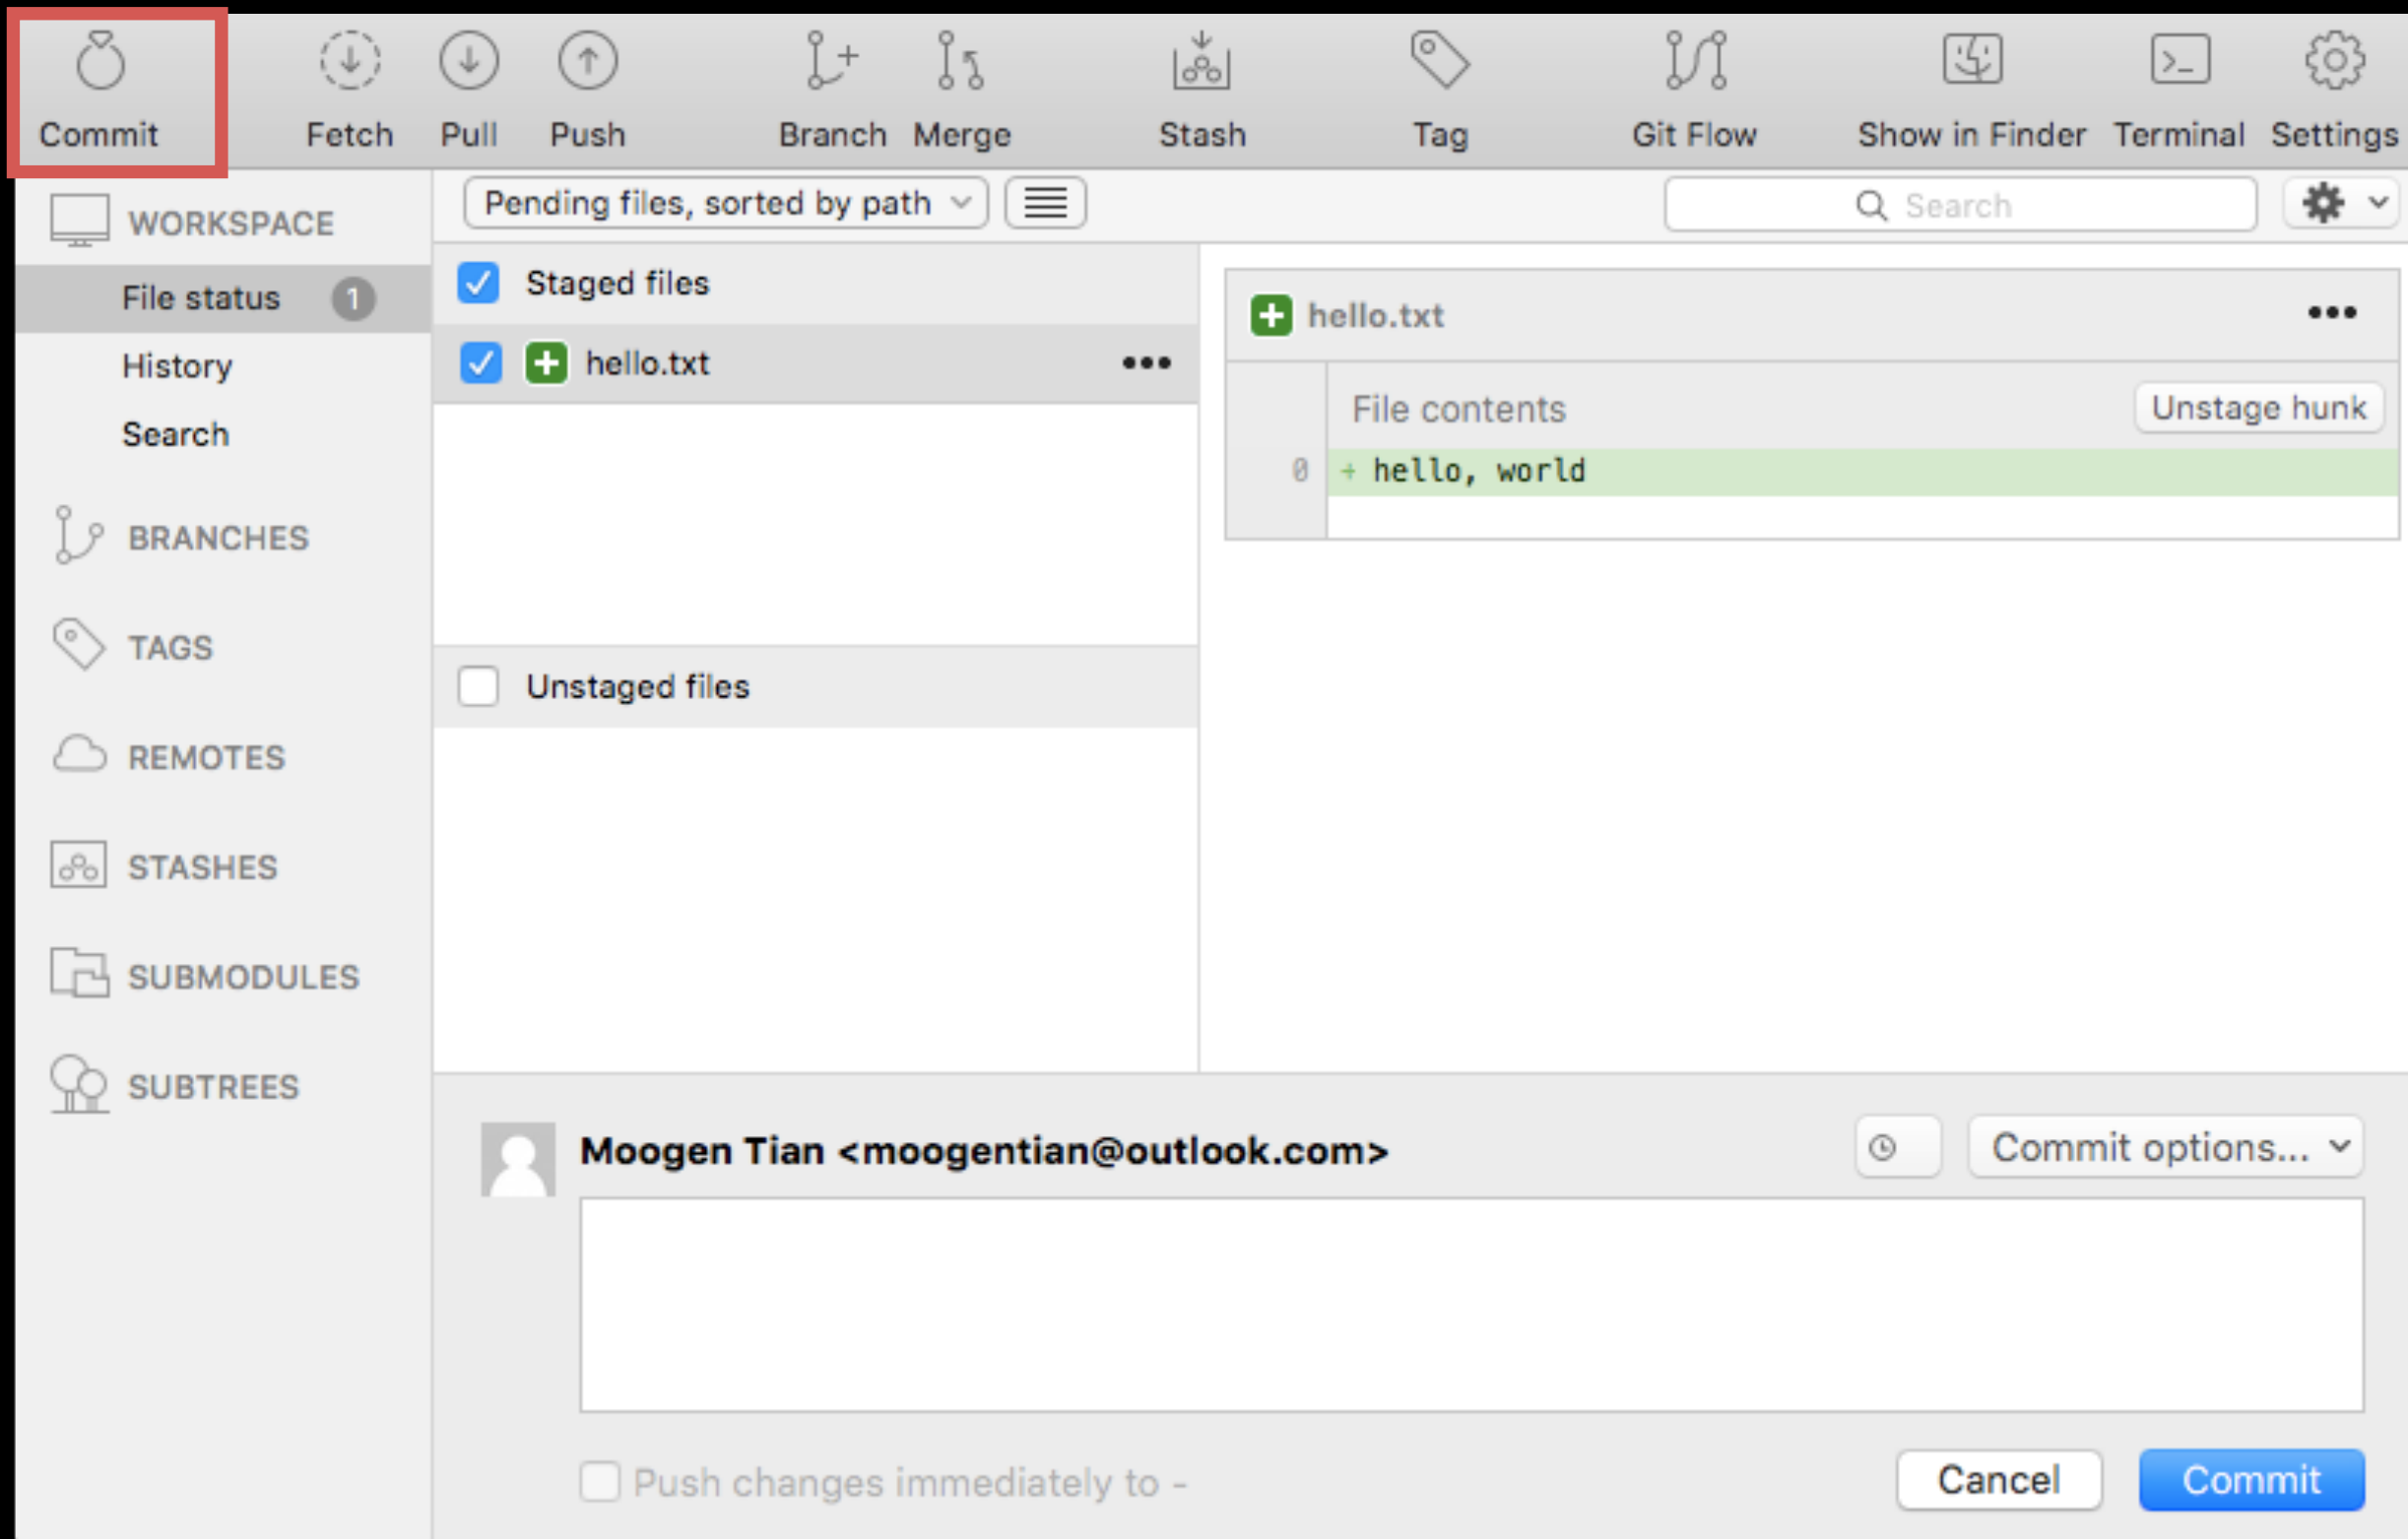 Commit Fetch Pull Push Branch Merge Stash Tag Git Flow Show in Finder Terminal Settings
WORKSPACE
File status 1
History
Search
BRANCHES
TAGS
REMOTES
STASHES
SUBMODULES
SUBTREES
Pending files, sorted by path
Search
Staged files
hello.txt
Unstaged files
hello.txt
File contents Unstage hunk
0 + hello, world
Moogen Tian <moogentian@outlook.com> Commit options...
Push changes immediately to -
Cancel Commit